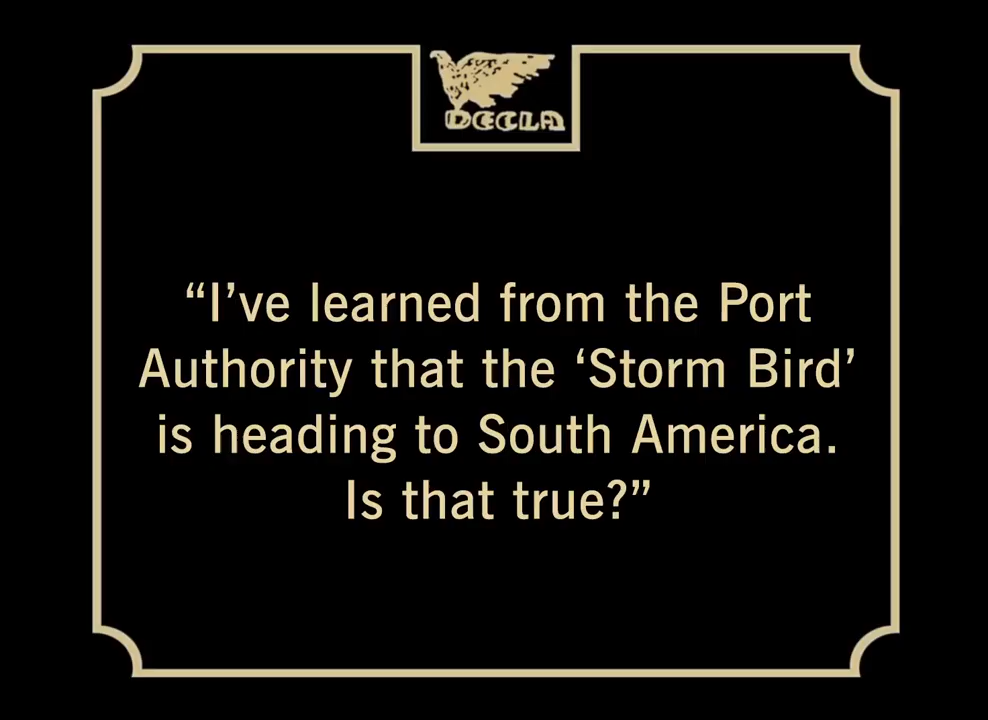 DECLA
“I’ve learned from the Port
Authority that the ‘Storm Bird’
is heading to South America.
Is that true?”